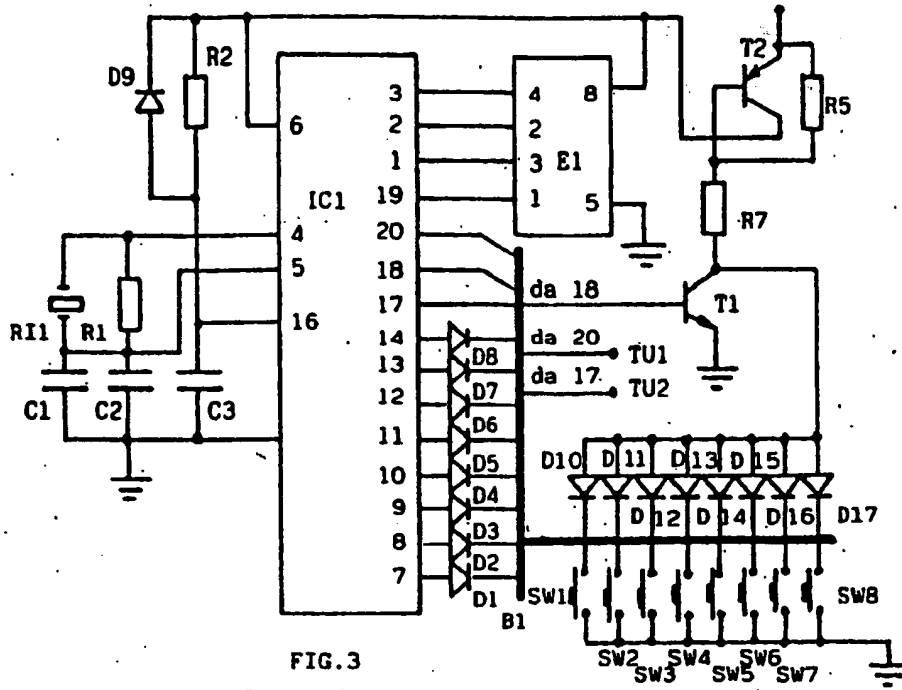 T2
R2
D9
R5
3
4
8
6
2
2
1
3
E1
IC1
19
1
5
R7
4
20
5
18
da 18
T1
17
RI1
R1
16
14
da 20
TU1
D8
13
da 17
TU2
D7
12
C1
C2
C3
D6
11
D10
D 11
D 13
D 15
D5
10
D4
9
D 12
D 14
D 16
D17
D3
8
D2
7
D1
SW1
SW8
B1
SW2
SW3
SW4
SW5
SW6
SW7
FIG.3